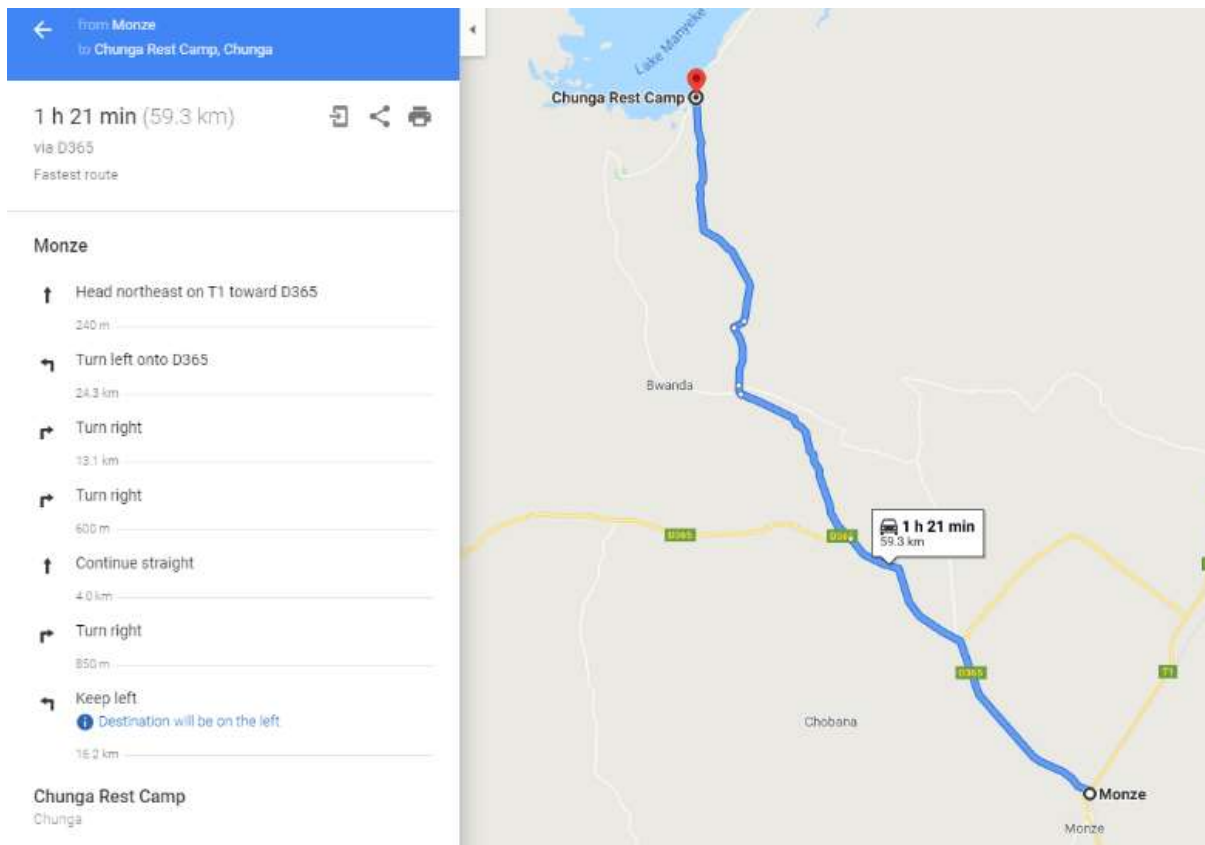 from Monze
to Chunga Rest Camp, Chunga
1 h 21 min (59.3 km)
via D365
Fastest route
Monze
Head northeast on T1 toward D365
240 m
Turn left onto D365
24.3 km
Turn right
13.1 km
Turn right
600 m
Continue straight
4.0 km
Turn right
850 m
Keep left
Destination will be on the left
16.2 km
Chunga Rest Camp
Chunga
Lake Manyeke
Chunga Rest Camp
Bwanda
1 h 21 min
59.3 km
D365
D365
D365
T1
Chobana
Monze
Monze